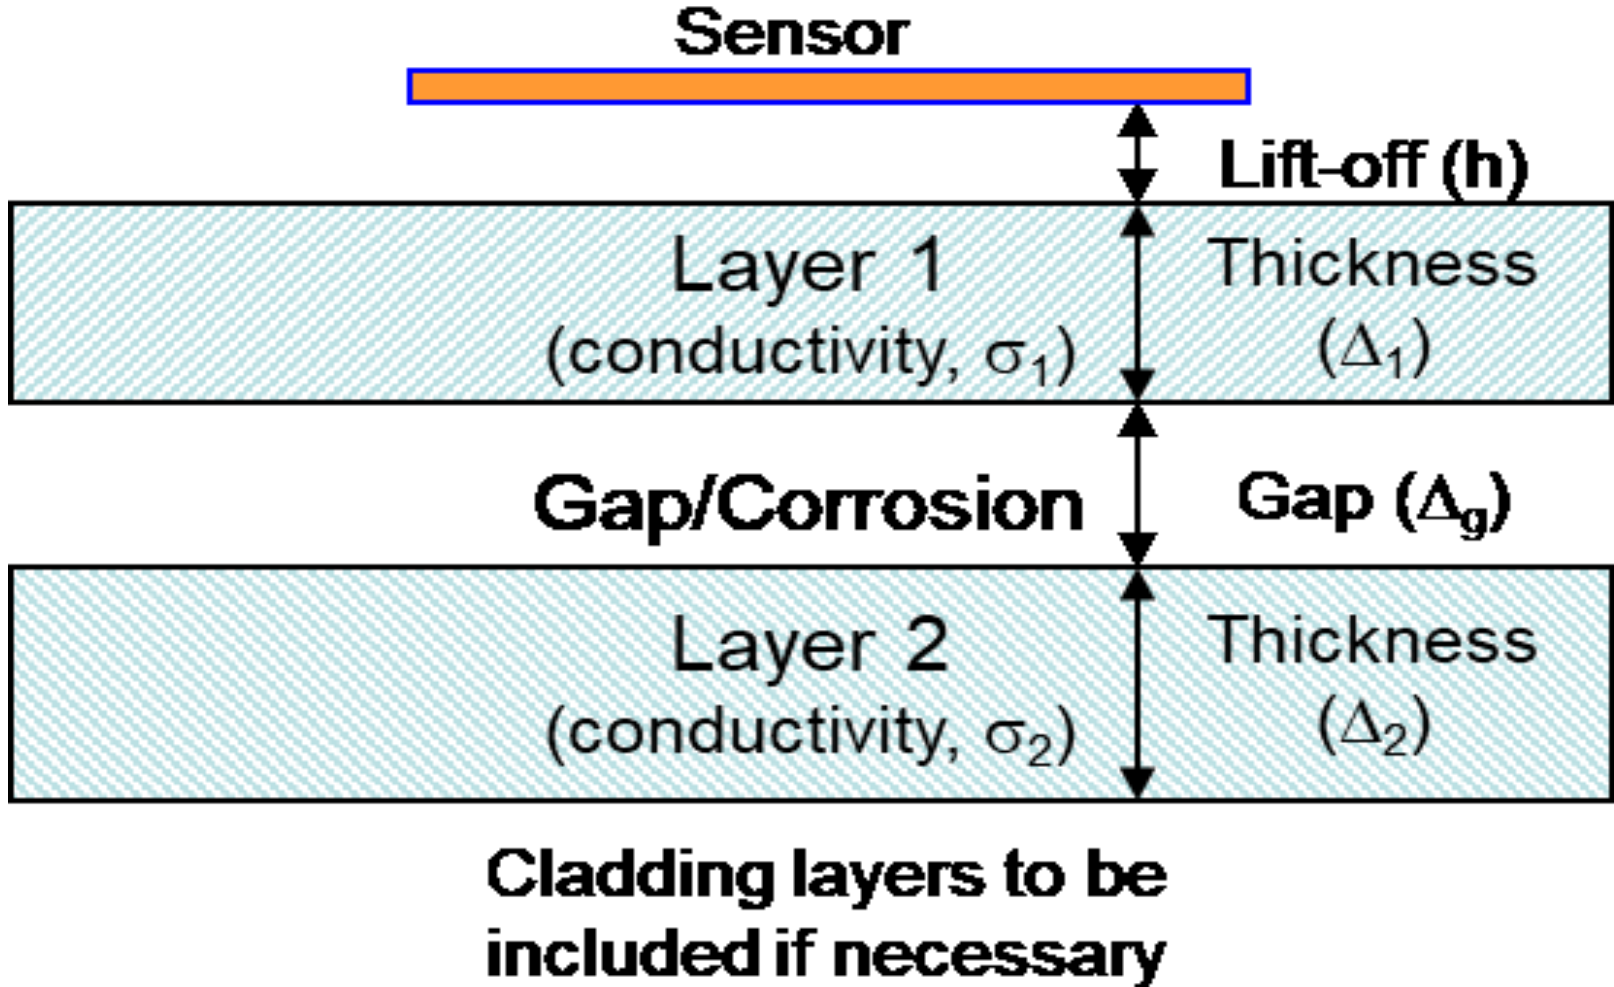 Sensor
Lift-off (h)
Layer 1
(conductivity, σ₁)
Thickness
(Δ₁)
Gap/Corrosion
Gap (Δg)
Layer 2
(conductivity, σ₂)
Thickness
(Δ₂)
Cladding layers to be
included if necessary